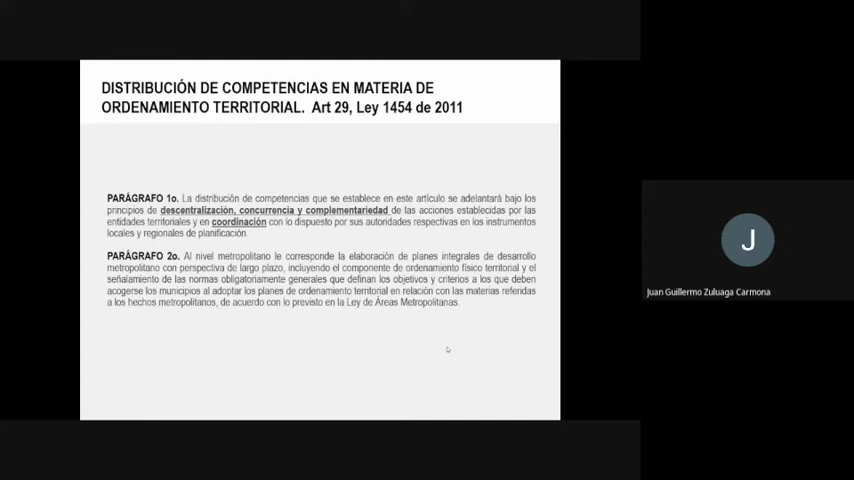 DISTRIBUCIÓN DE COMPETENCIAS EN MATERIA DE
ORDENAMIENTO TERRITORIAL. Art 29, Ley 1454 de 2011
PARÁGRAFO 1o. La distribución de competencias que se establece en este artículo se adelantará bajo los
principios de descentralización, concurrencia y complementariedad de las acciones establecidas por las
entidades territoriales y en coordinación con lo dispuesto por sus autoridades respectivas en los instrumentos
locales y regionales de planificación.
PARÁGRAFO 2o. Al nivel metropolitano le corresponde la elaboración de planes integrales de desarrollo
metropolitano con perspectiva de largo plazo, incluyendo el componente de ordenamiento físico territorial y el
señalamiento de las normas obligatoriamente generales que definan los objetivos y criterios a los que deben
acogerse los municipios al adoptar los planes de ordenamiento territorial en relación con las materias referidas
a los hechos metropolitanos, de acuerdo con lo previsto en la Ley de Áreas Metropolitanas.
J
Juan Guillermo Zuluaga Carmona